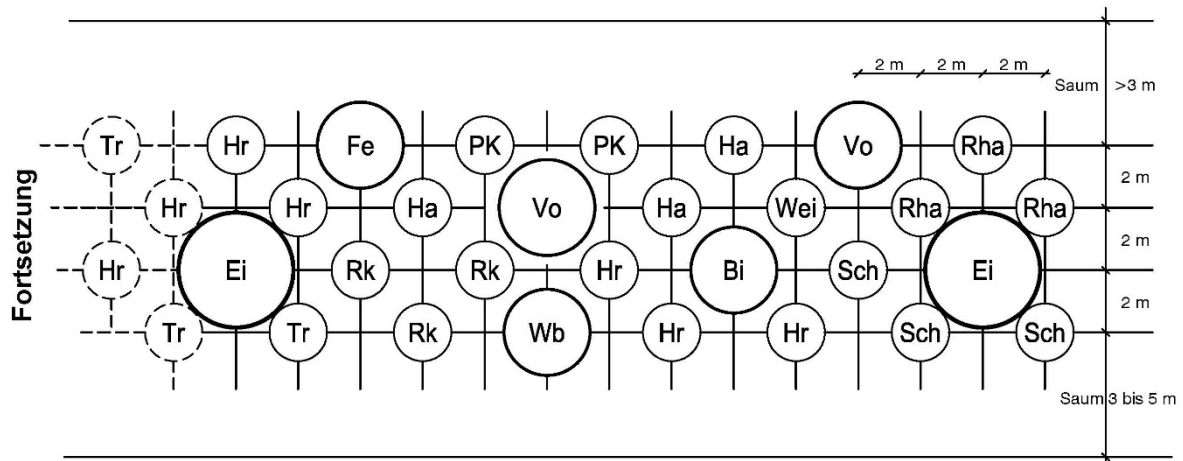 2 m 2 m 2 m
Saum >3 m
Tr Hr Fe PK PK Ha Vo Rha
2 m
Hr Hr Ha Vo Ha Wei Rha Rha
2 m
Hr Ei Rk Rk Hr Bi Sch Ei
2 m
Tr Tr Rk Wb Hr Hr Sch Sch
Saum 3 bis 5 m
Fortsetzung